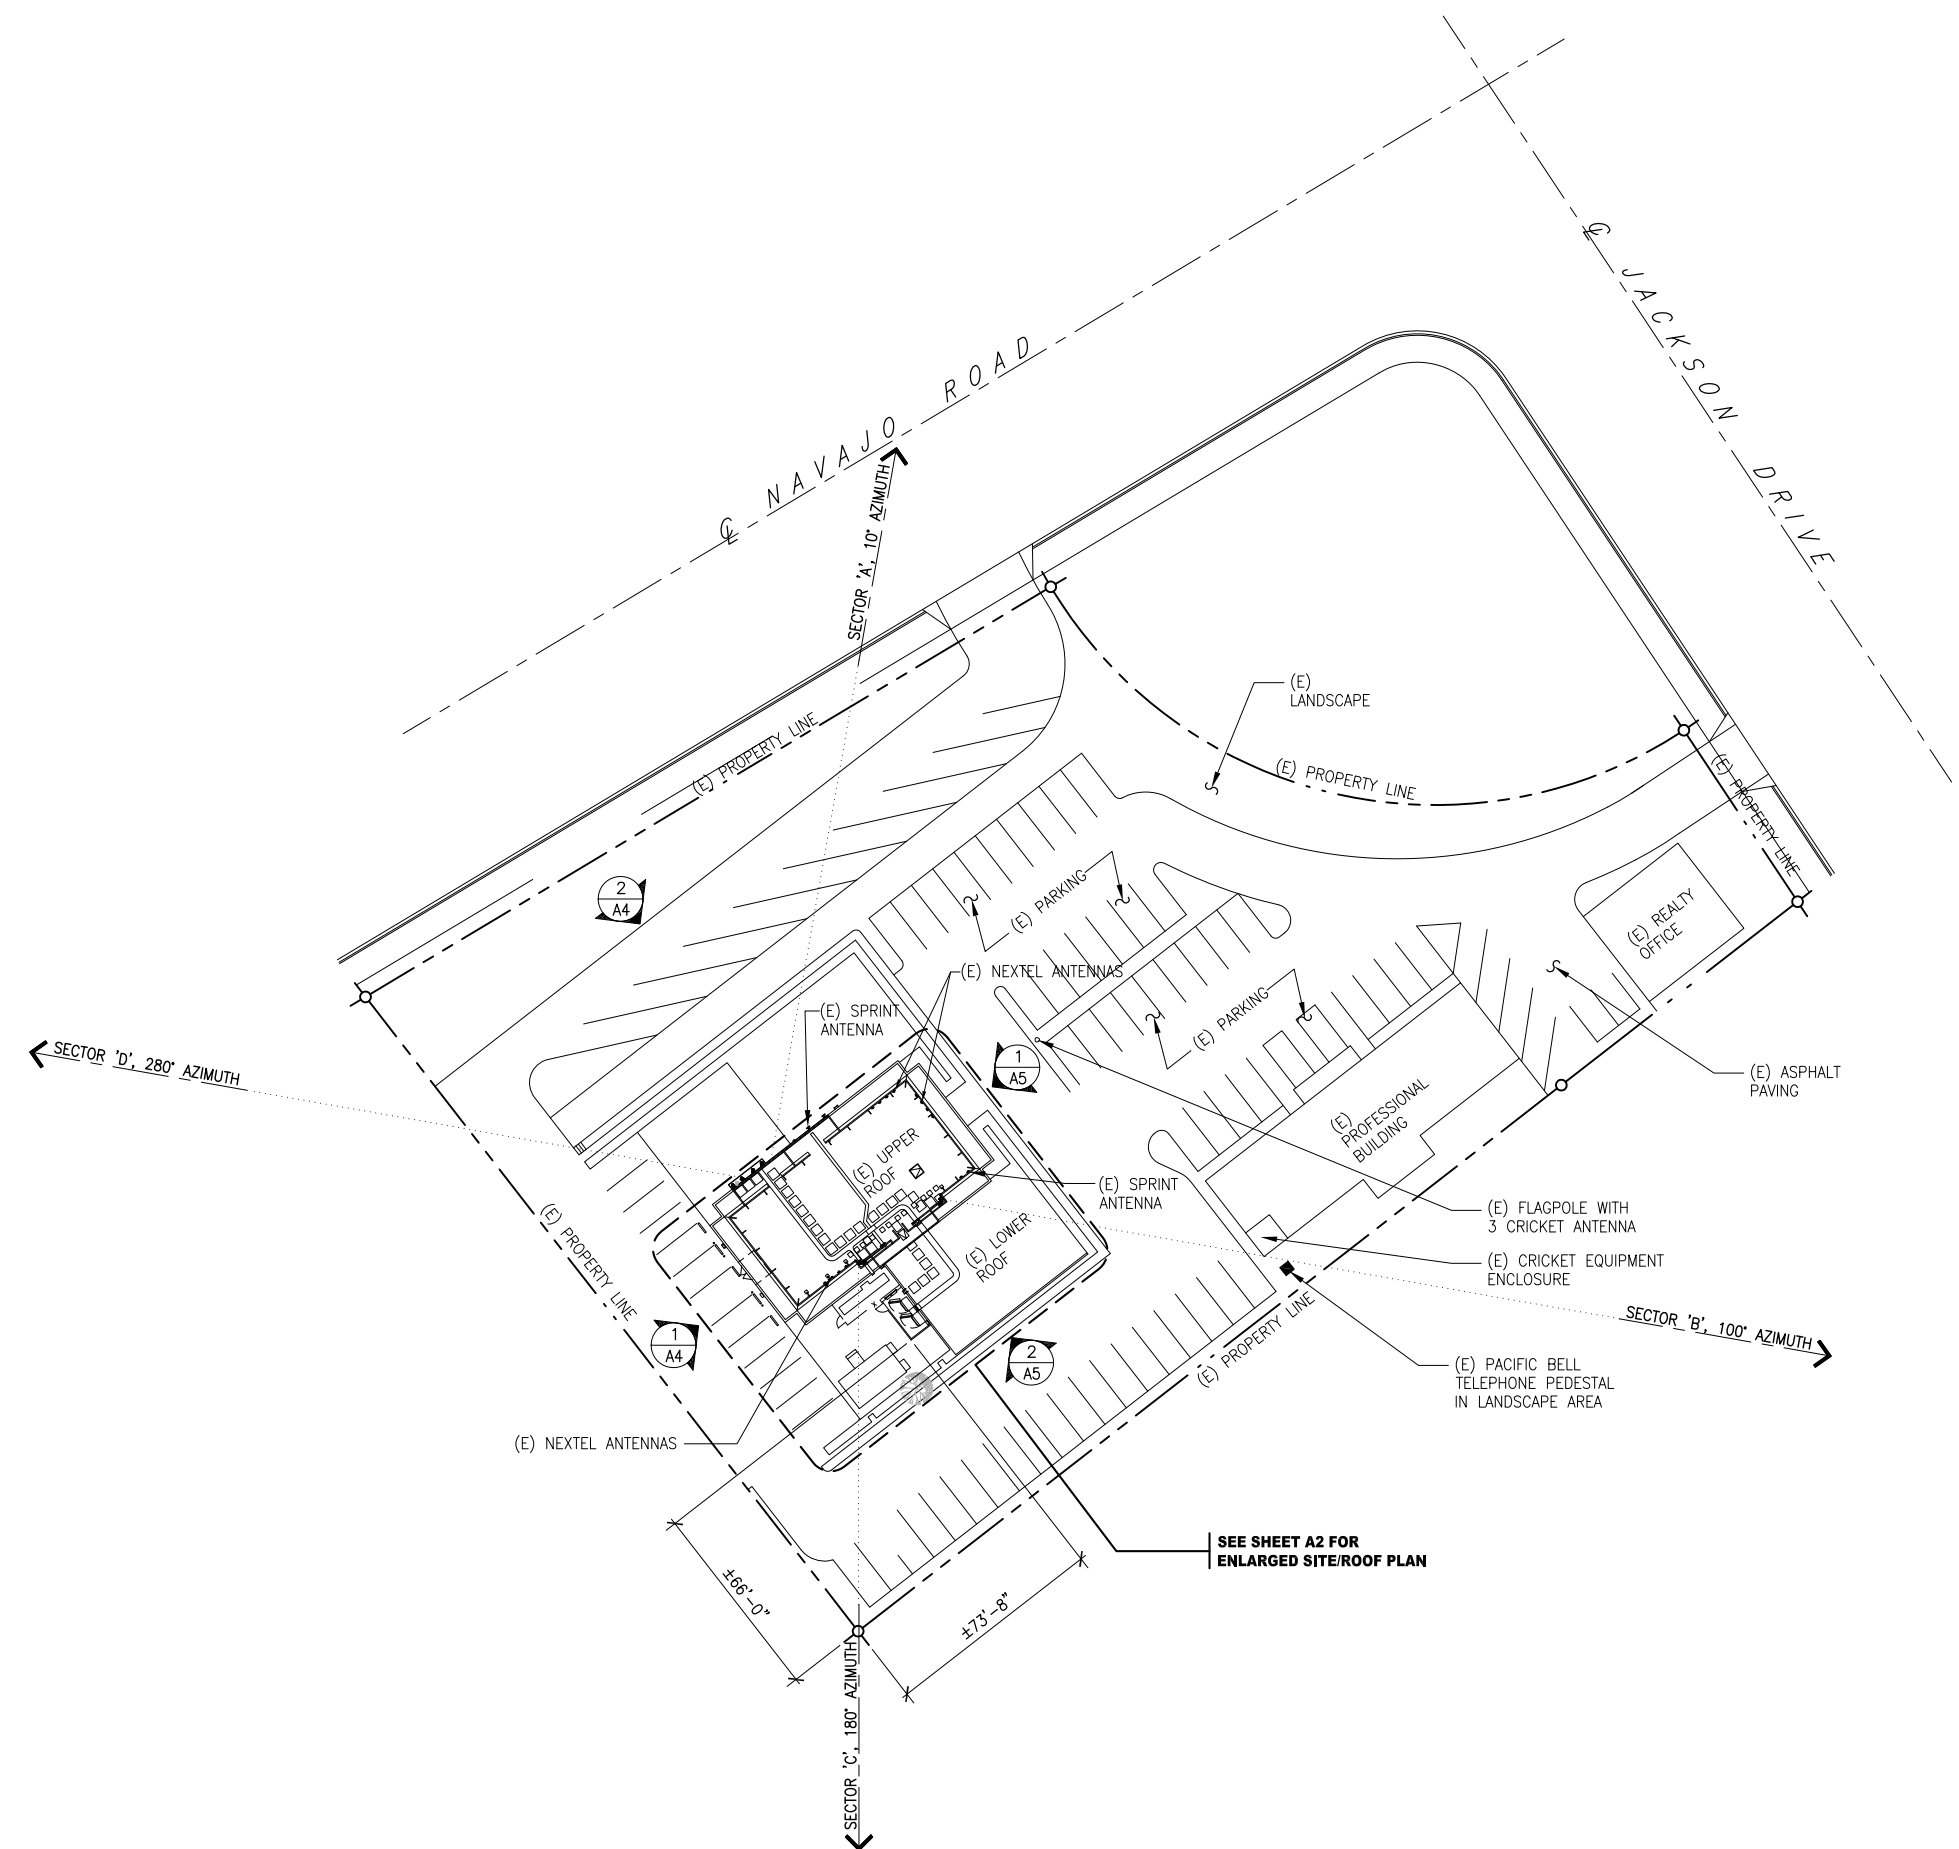 ℄ JACKSON DRIVE
℄ NAVAJO ROAD
SECTOR 'A', 10° AZIMUTH
(E)
LANDSCAPE
(E) PROPERTY LINE
(E) PROPERTY LINE
(E) PROPERTY LINE
2
A4
(E) PARKING
(E) REALTY
OFFICE
(E) NEXTEL ANTENNAS
(E) SPRINT
ANTENNA
(E) PARKING
SECTOR 'D', 280° AZIMUTH
1
A5
(E) ASPHALT
PAVING
(E)
PROFESSIONAL
BUILDING
(E) UPPER
ROOF
(E) SPRINT
ANTENNA
(E) FLAGPOLE WITH
3 CRICKET ANTENNA
(E) PROPERTY LINE
(E) LOWER
ROOF
(E) CRICKET EQUIPMENT
ENCLOSURE
SECTOR 'B', 100° AZIMUTH
1
A4
2
A5
(E) PROPERTY LINE
(E) PACIFIC BELL
TELEPHONE PEDESTAL
IN LANDSCAPE AREA
(E) NEXTEL ANTENNAS
SEE SHEET A2 FOR
ENLARGED SITE/ROOF PLAN
±66'-0"
±73'-8"
SECTOR 'C', 180° AZIMUTH